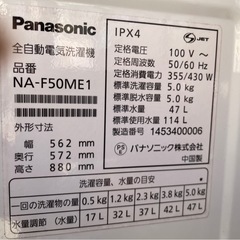 Panasonic
全自動電気洗濯機
品番
NA-F50ME1
外形寸法
幅 562 mm
奥行 572 mm
高さ 880 mm
IPX4
JET
定格電圧 100 V ～
定格周波数 50/60 Hz
定格消費電力 355/430 W
標準洗濯容量 5.0 kg
標準脱水容量 5.0 kg
標準水量 47 L
標準使用水量 114 L
製造番号 1453400006
PS E パナソニック株式会社
中国製
洗濯容量、水量の目安
一回の洗濯物の量 0.5 kg 1.2 kg 2.3 kg 3.8 kg 5.0 kg
水量調節（水量） 17 L 32 L 37 L 42 L 47 L